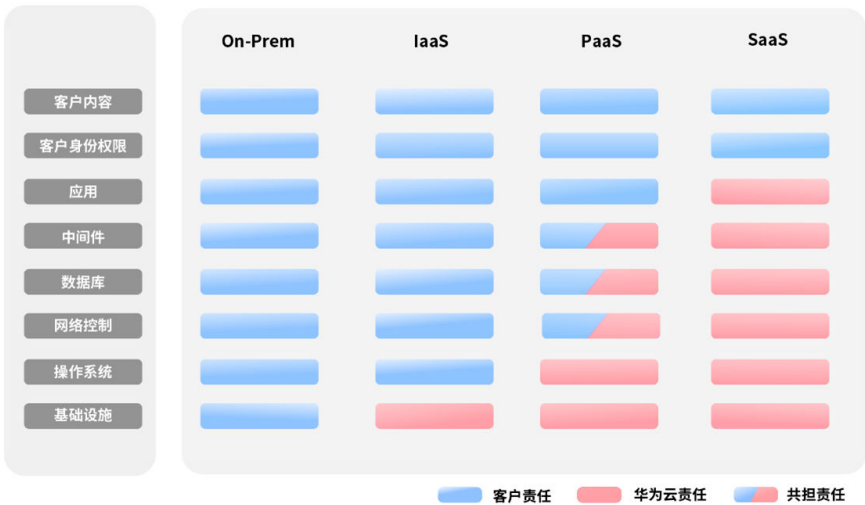 On-Prem IaaS PaaS SaaS
客户内容
客户身份权限
应用
中间件
数据库
网络控制
操作系统
基础设施
客户责任 华为云责任 共担责任